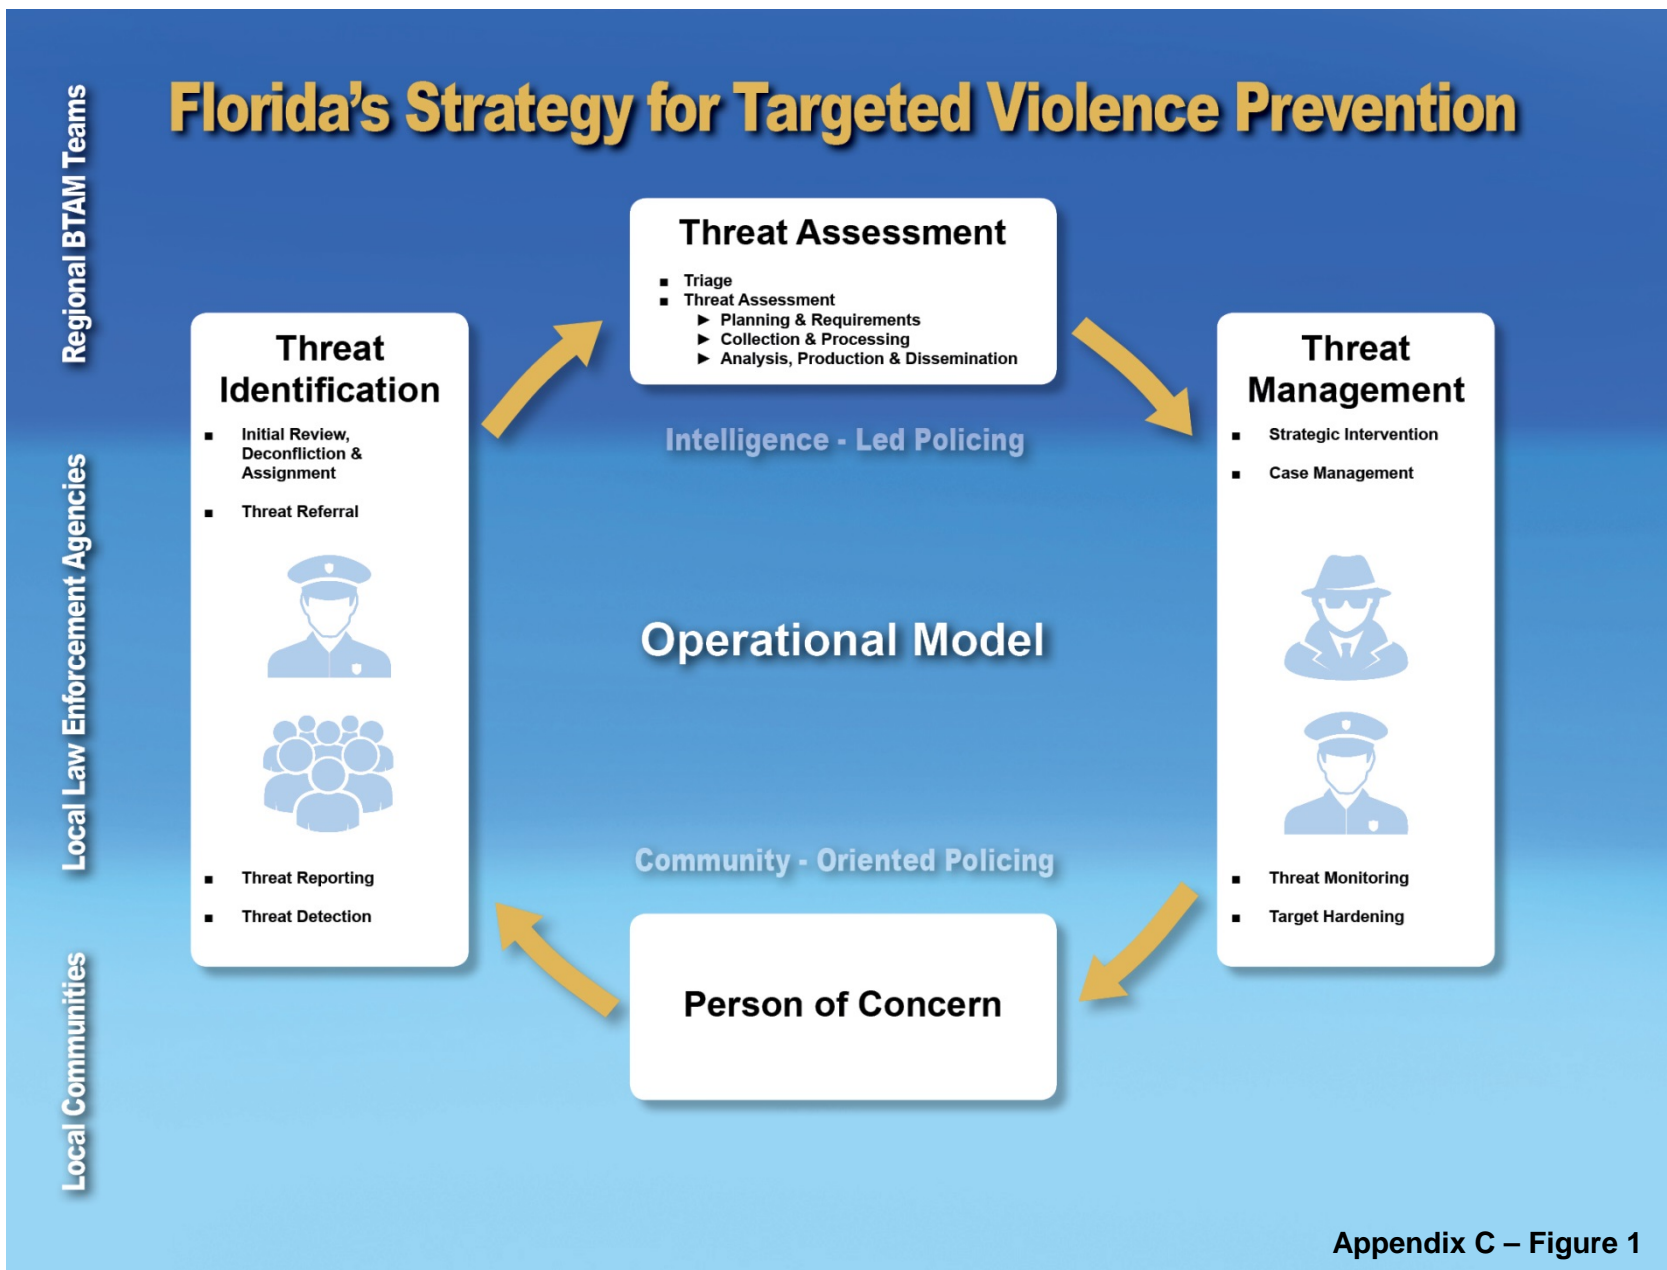 Florida's Strategy for Targeted Violence Prevention
Regional BTAM Teams
Local Law Enforcement Agencies
Local Communities
Threat Assessment
■ Triage
■ Threat Assessment
► Planning & Requirements
► Collection & Processing
► Analysis, Production & Dissemination
Threat
Identification
■ Initial Review,
Deconfliction &
Assignment
■ Threat Referral
■ Threat Reporting
■ Threat Detection
Intelligence - Led Policing
Operational Model
Community - Oriented Policing
Threat
Management
■ Strategic Intervention
■ Case Management
■ Threat Monitoring
■ Target Hardening
Person of Concern
Appendix C – Figure 1